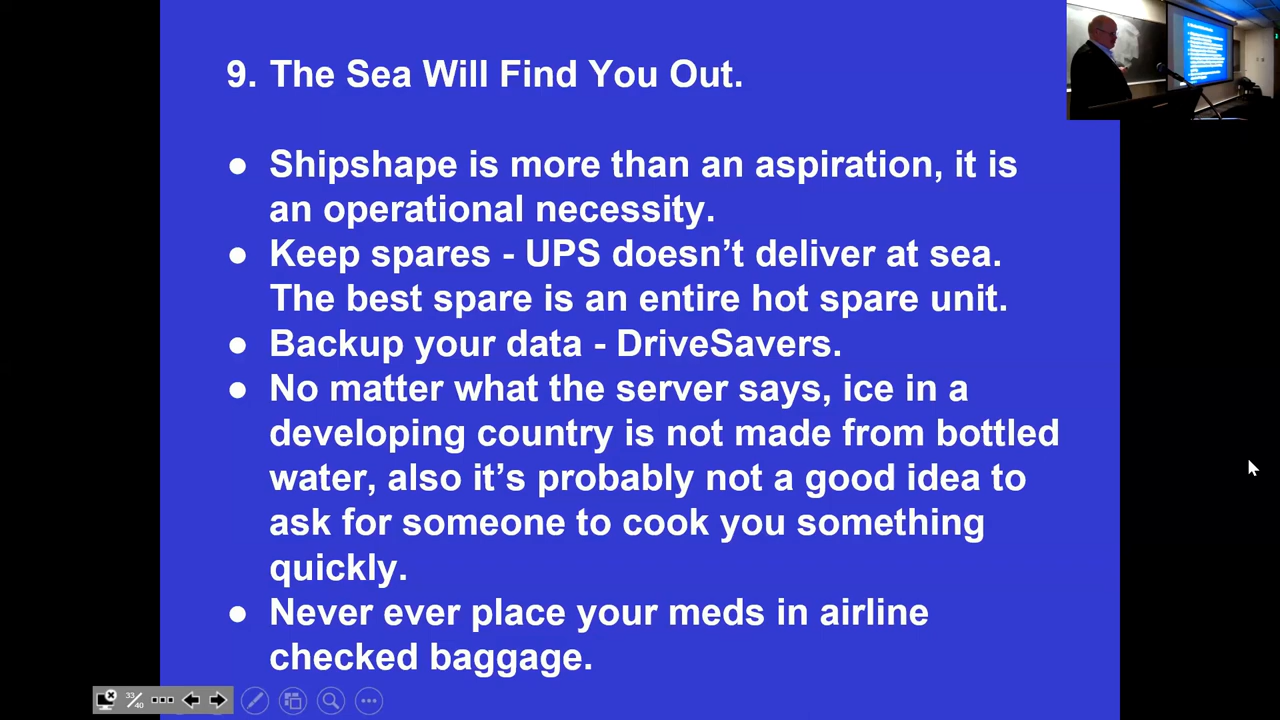 9. The Sea Will Find You Out.
● Shipshape is more than an aspiration, it is
an operational necessity.
● Keep spares - UPS doesn’t deliver at sea.
The best spare is an entire hot spare unit.
● Backup your data - DriveSavers.
● No matter what the server says, ice in a
developing country is not made from bottled
water, also it’s probably not a good idea to
ask for someone to cook you something
quickly.
● Never ever place your meds in airline
checked baggage.
33/40